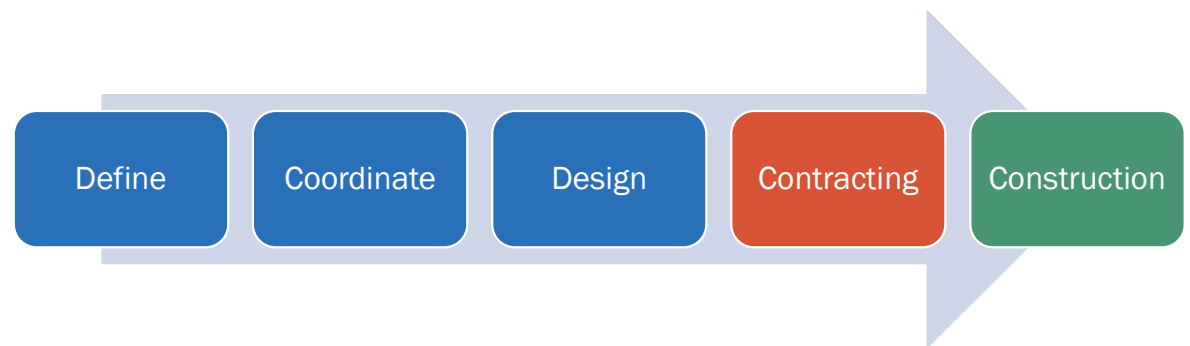 Define
Coordinate
Design
Contracting
Construction